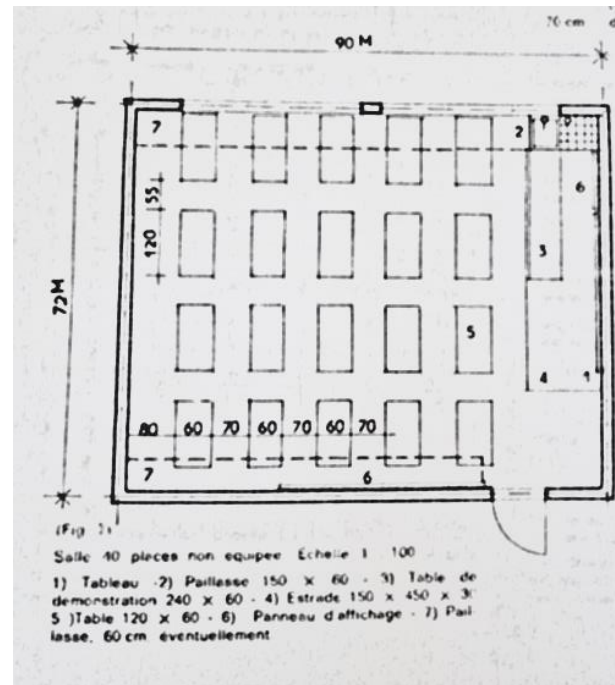 70 cm d
90 M
7
2
6
55
120
3
72 M
5
4 1
80 60 70 60 70 60 70
7
6
(Fig
Salle 40 places non equipee Echelle 1 100
1) Tableau -2) Paillasse 150 x 60 - 3) Table de
demonstration 240 x 60 - 4) Estrade 150 x 450 x
5 )Table 120 x 60 - 6) Panneau d'affichage - 7) Pail
lasse, 60 cm eventuellement